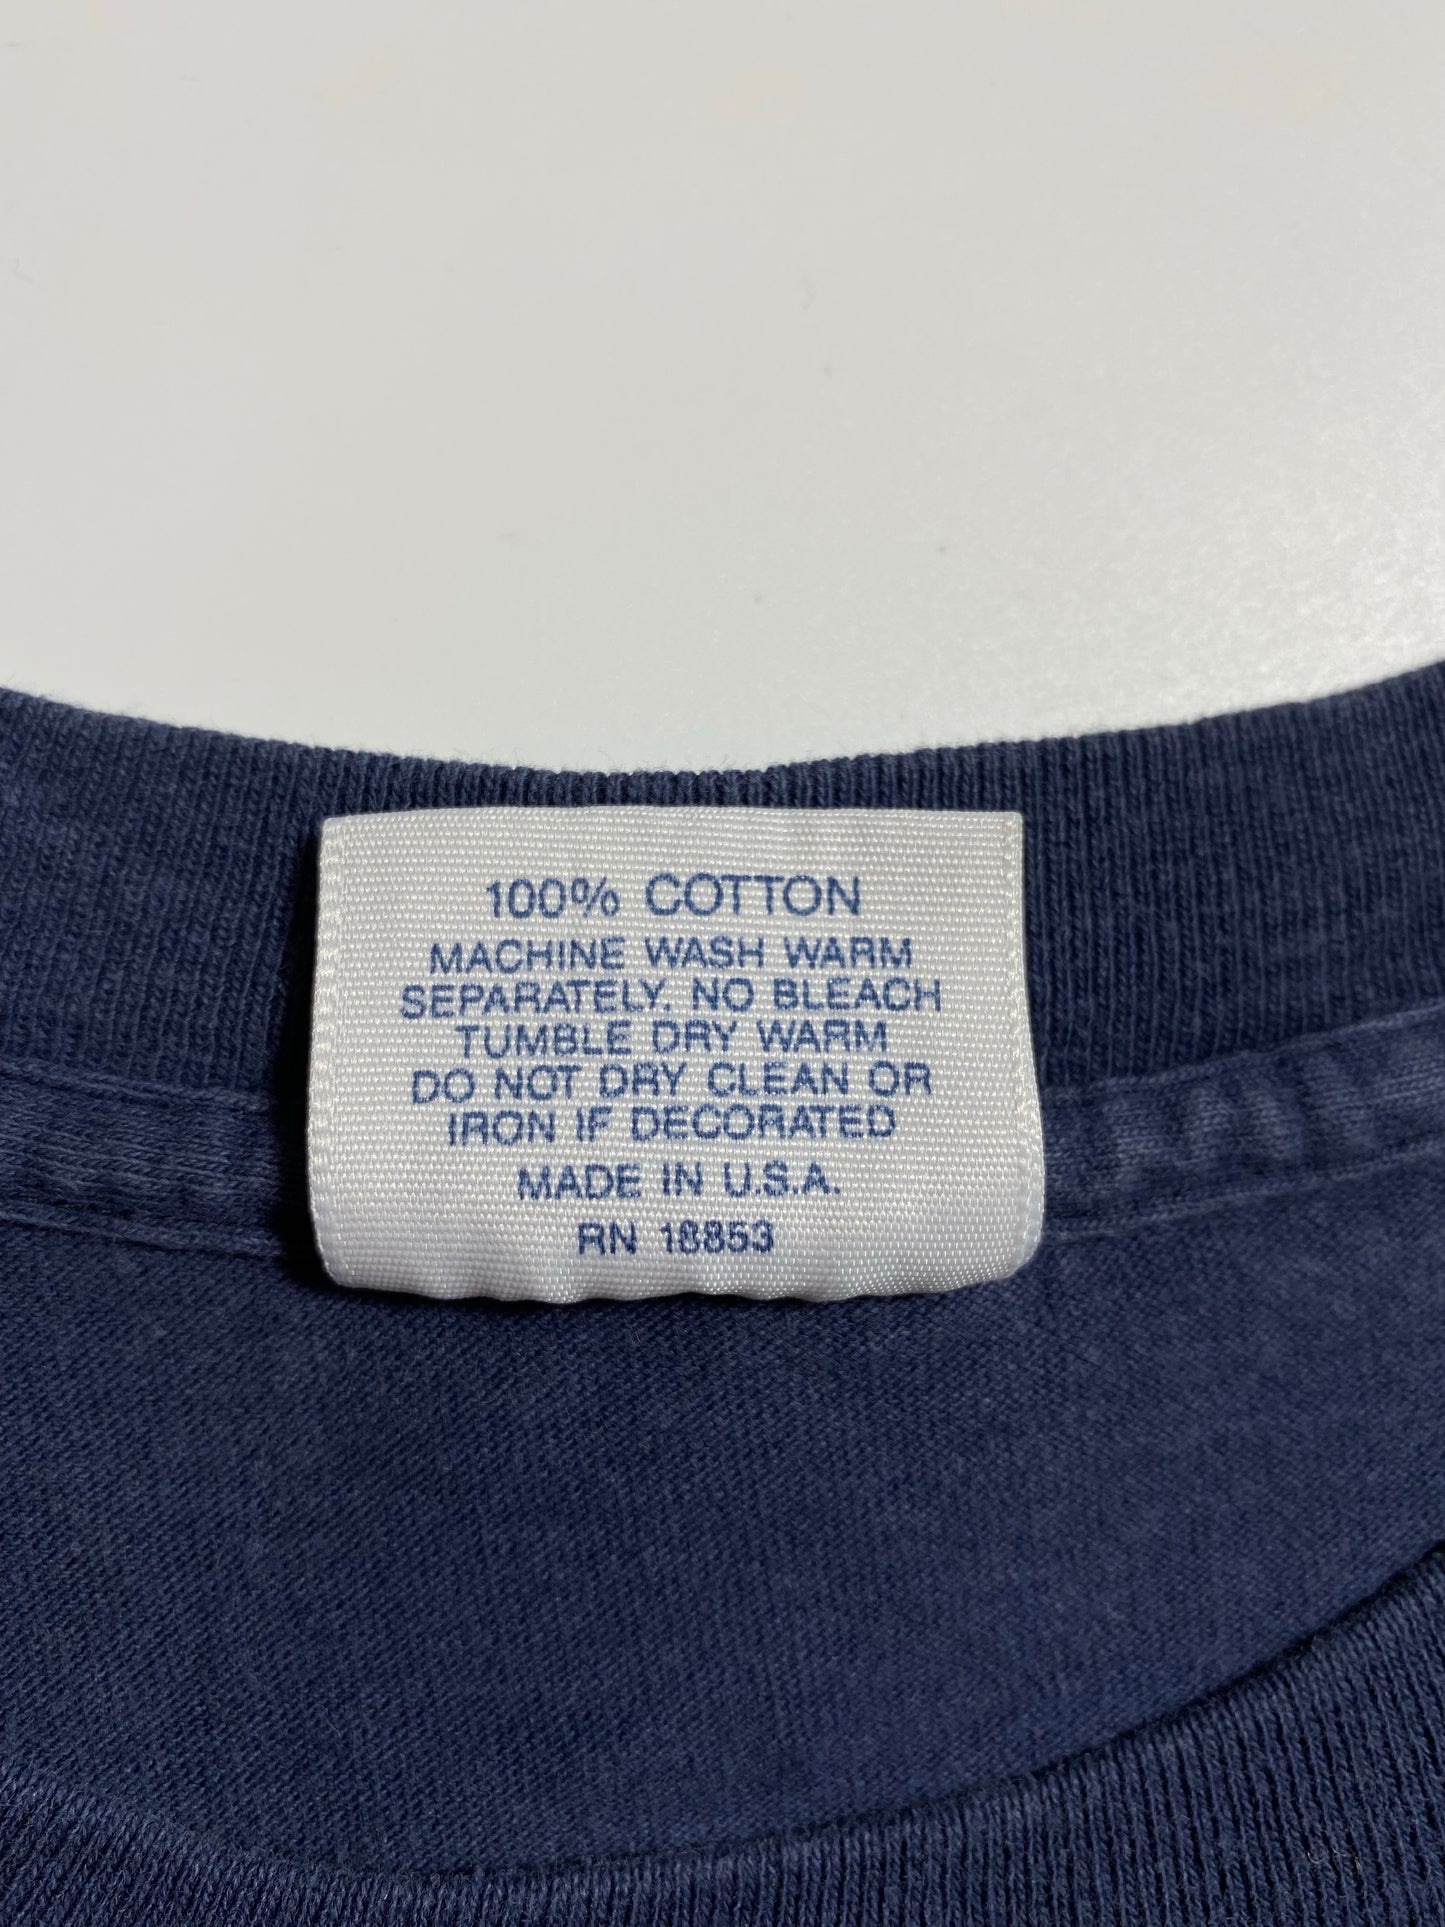 100% COTTON
MACHINE WASH WARM
SEPARATELY. NO BLEACH
TUMBLE DRY WARM
DO NOT DRY CLEAN OR
IRON IF DECORATED
MADE IN U.S.A.
RN 18853